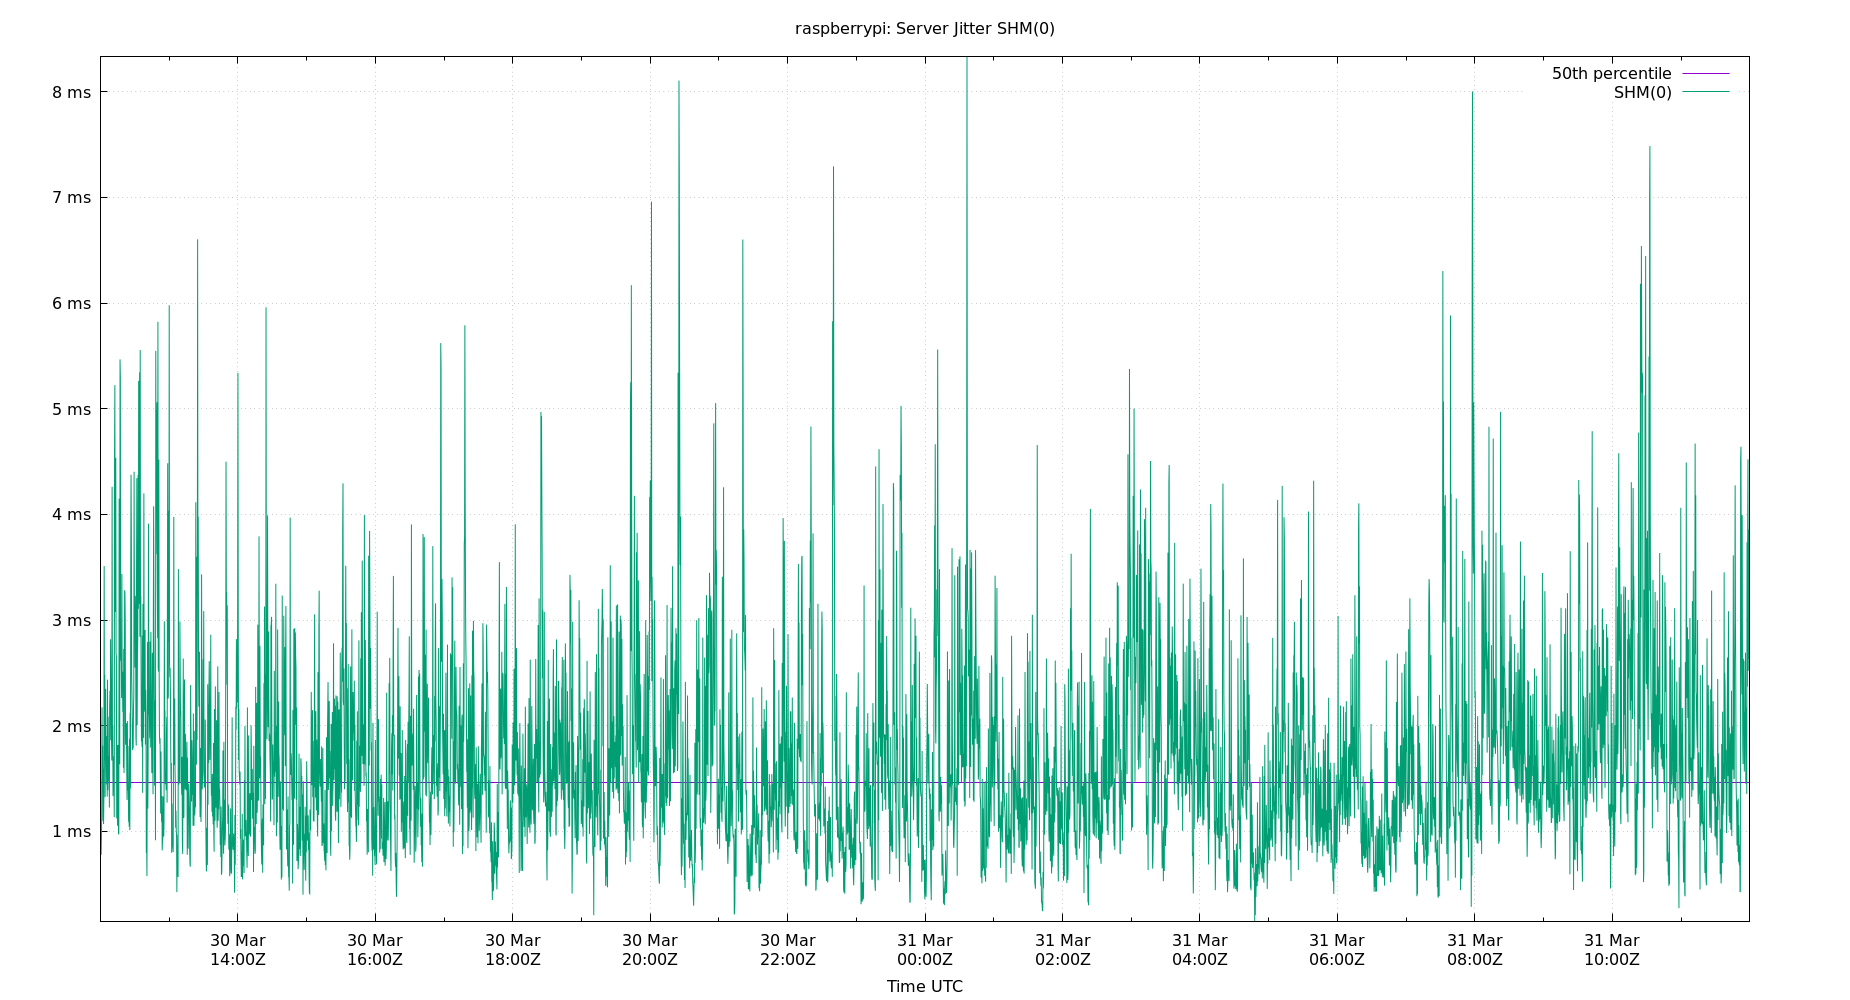 raspberrypi: Server Jitter SHM(0)
50th percentile
SHM(0)
8 ms
7 ms
6 ms
5 ms
4 ms
3 ms
2 ms
1 ms
30 Mar 30 Mar 30 Mar 30 Mar 30 Mar 31 Mar 31 Mar 31 Mar 31 Mar 31 Mar 31 Mar
14:00Z 16:00Z 18:00Z 20:00Z 22:00Z 00:00Z 02:00Z 04:00Z 06:00Z 08:00Z 10:00Z
Time UTC